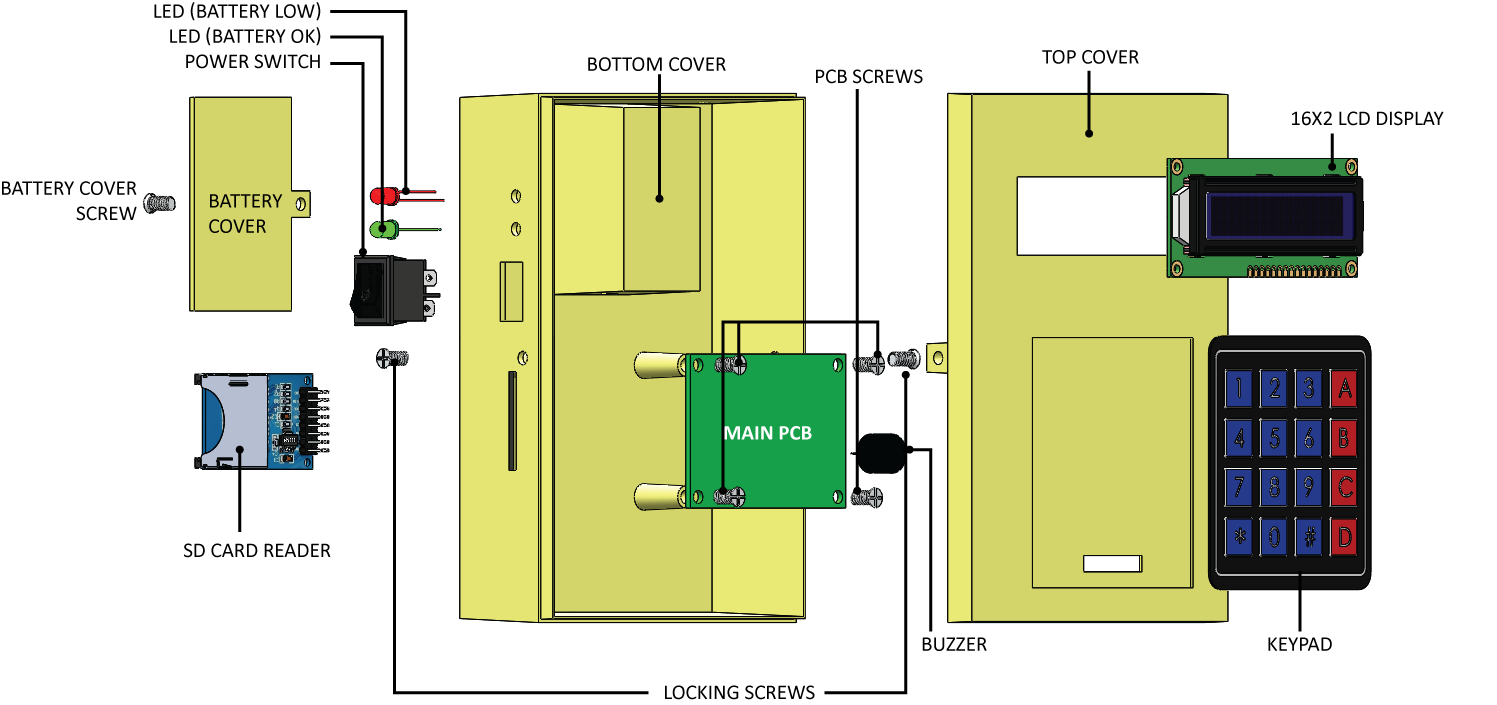 LED (BATTERY LOW)
LED (BATTERY OK)
POWER SWITCH
BOTTOM COVER
PCB SCREWS
TOP COVER
16X2 LCD DISPLAY
BATTERY COVER
SCREW
BATTERY
COVER
MAIN PCB
1 2 3 A
4 5 6 B
7 8 9 C
* 0 # D
SD CARD READER
BUZZER
KEYPAD
LOCKING SCREWS